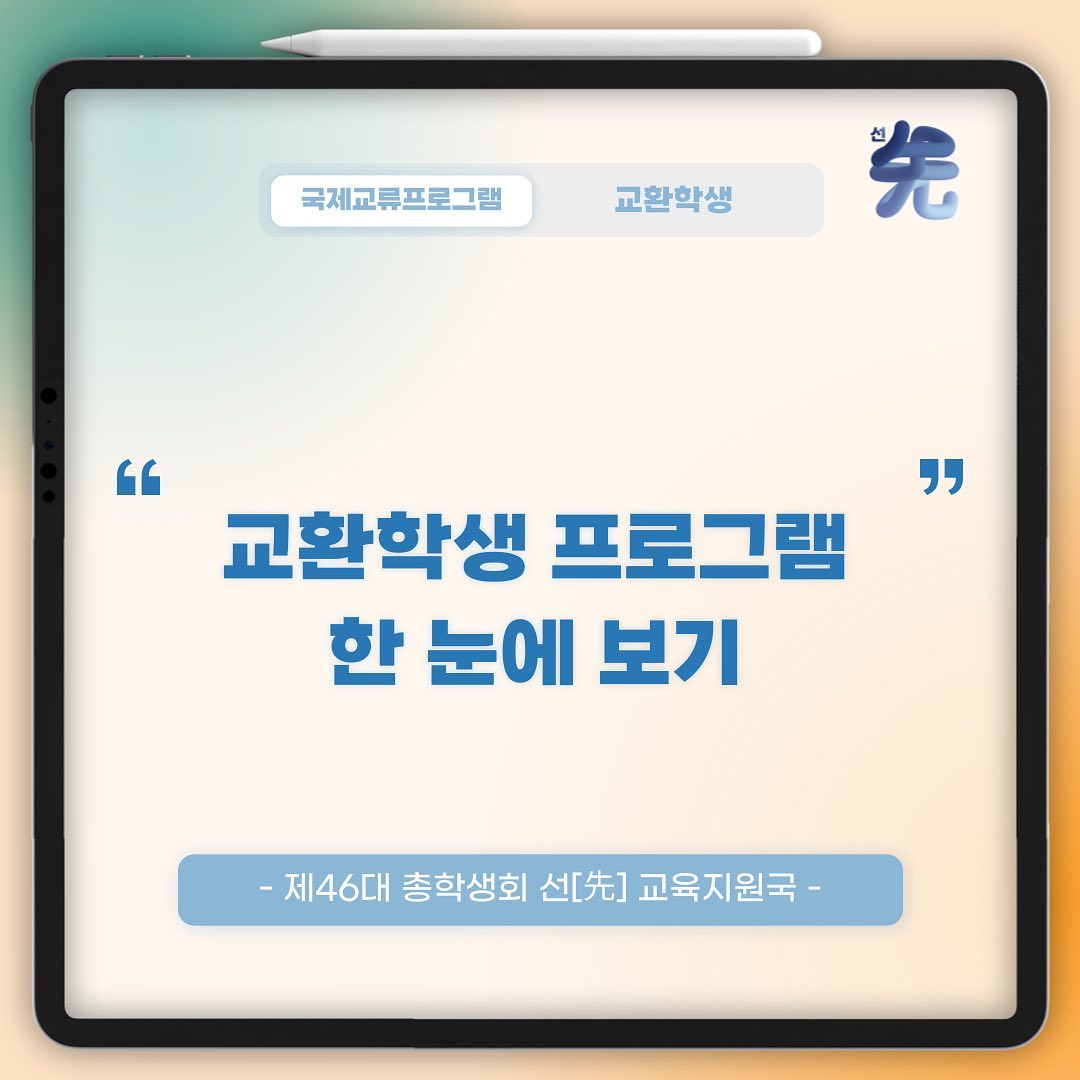 선 先
국제교류프로그램 교환학생
“ ”
교환학생 프로그램
한 눈에 보기
- 제46대 총학생회 선[先] 교육지원국 -